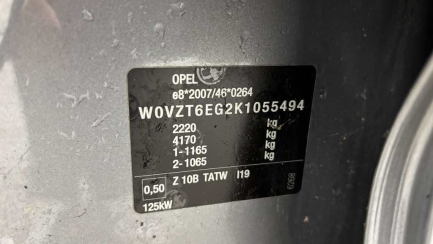 OPEL
e8*2007/46*0264
W0VZT6EG2K1055494
2220 kg
4170 kg
1-1165 kg
2-1065 kg
0,50 Z 10B TATW I19
125kW